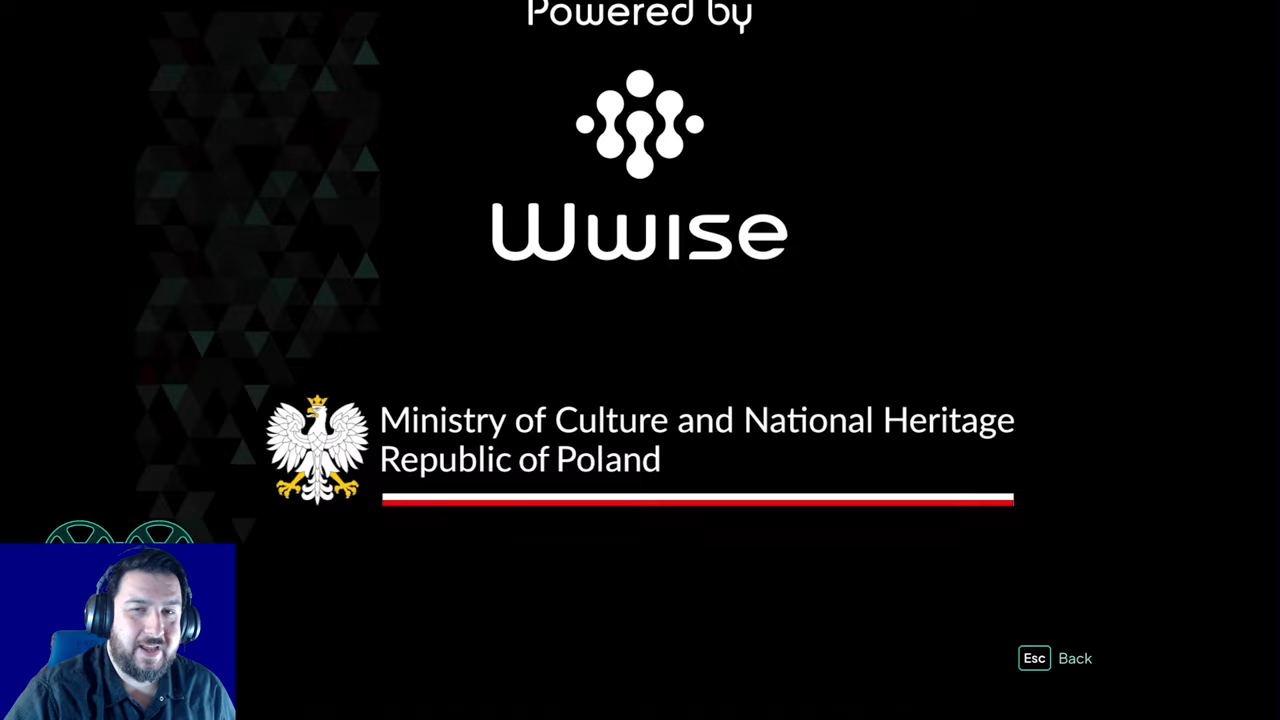 Powered by
Wwise
Ministry of Culture and National Heritage
Republic of Poland
Esc Back